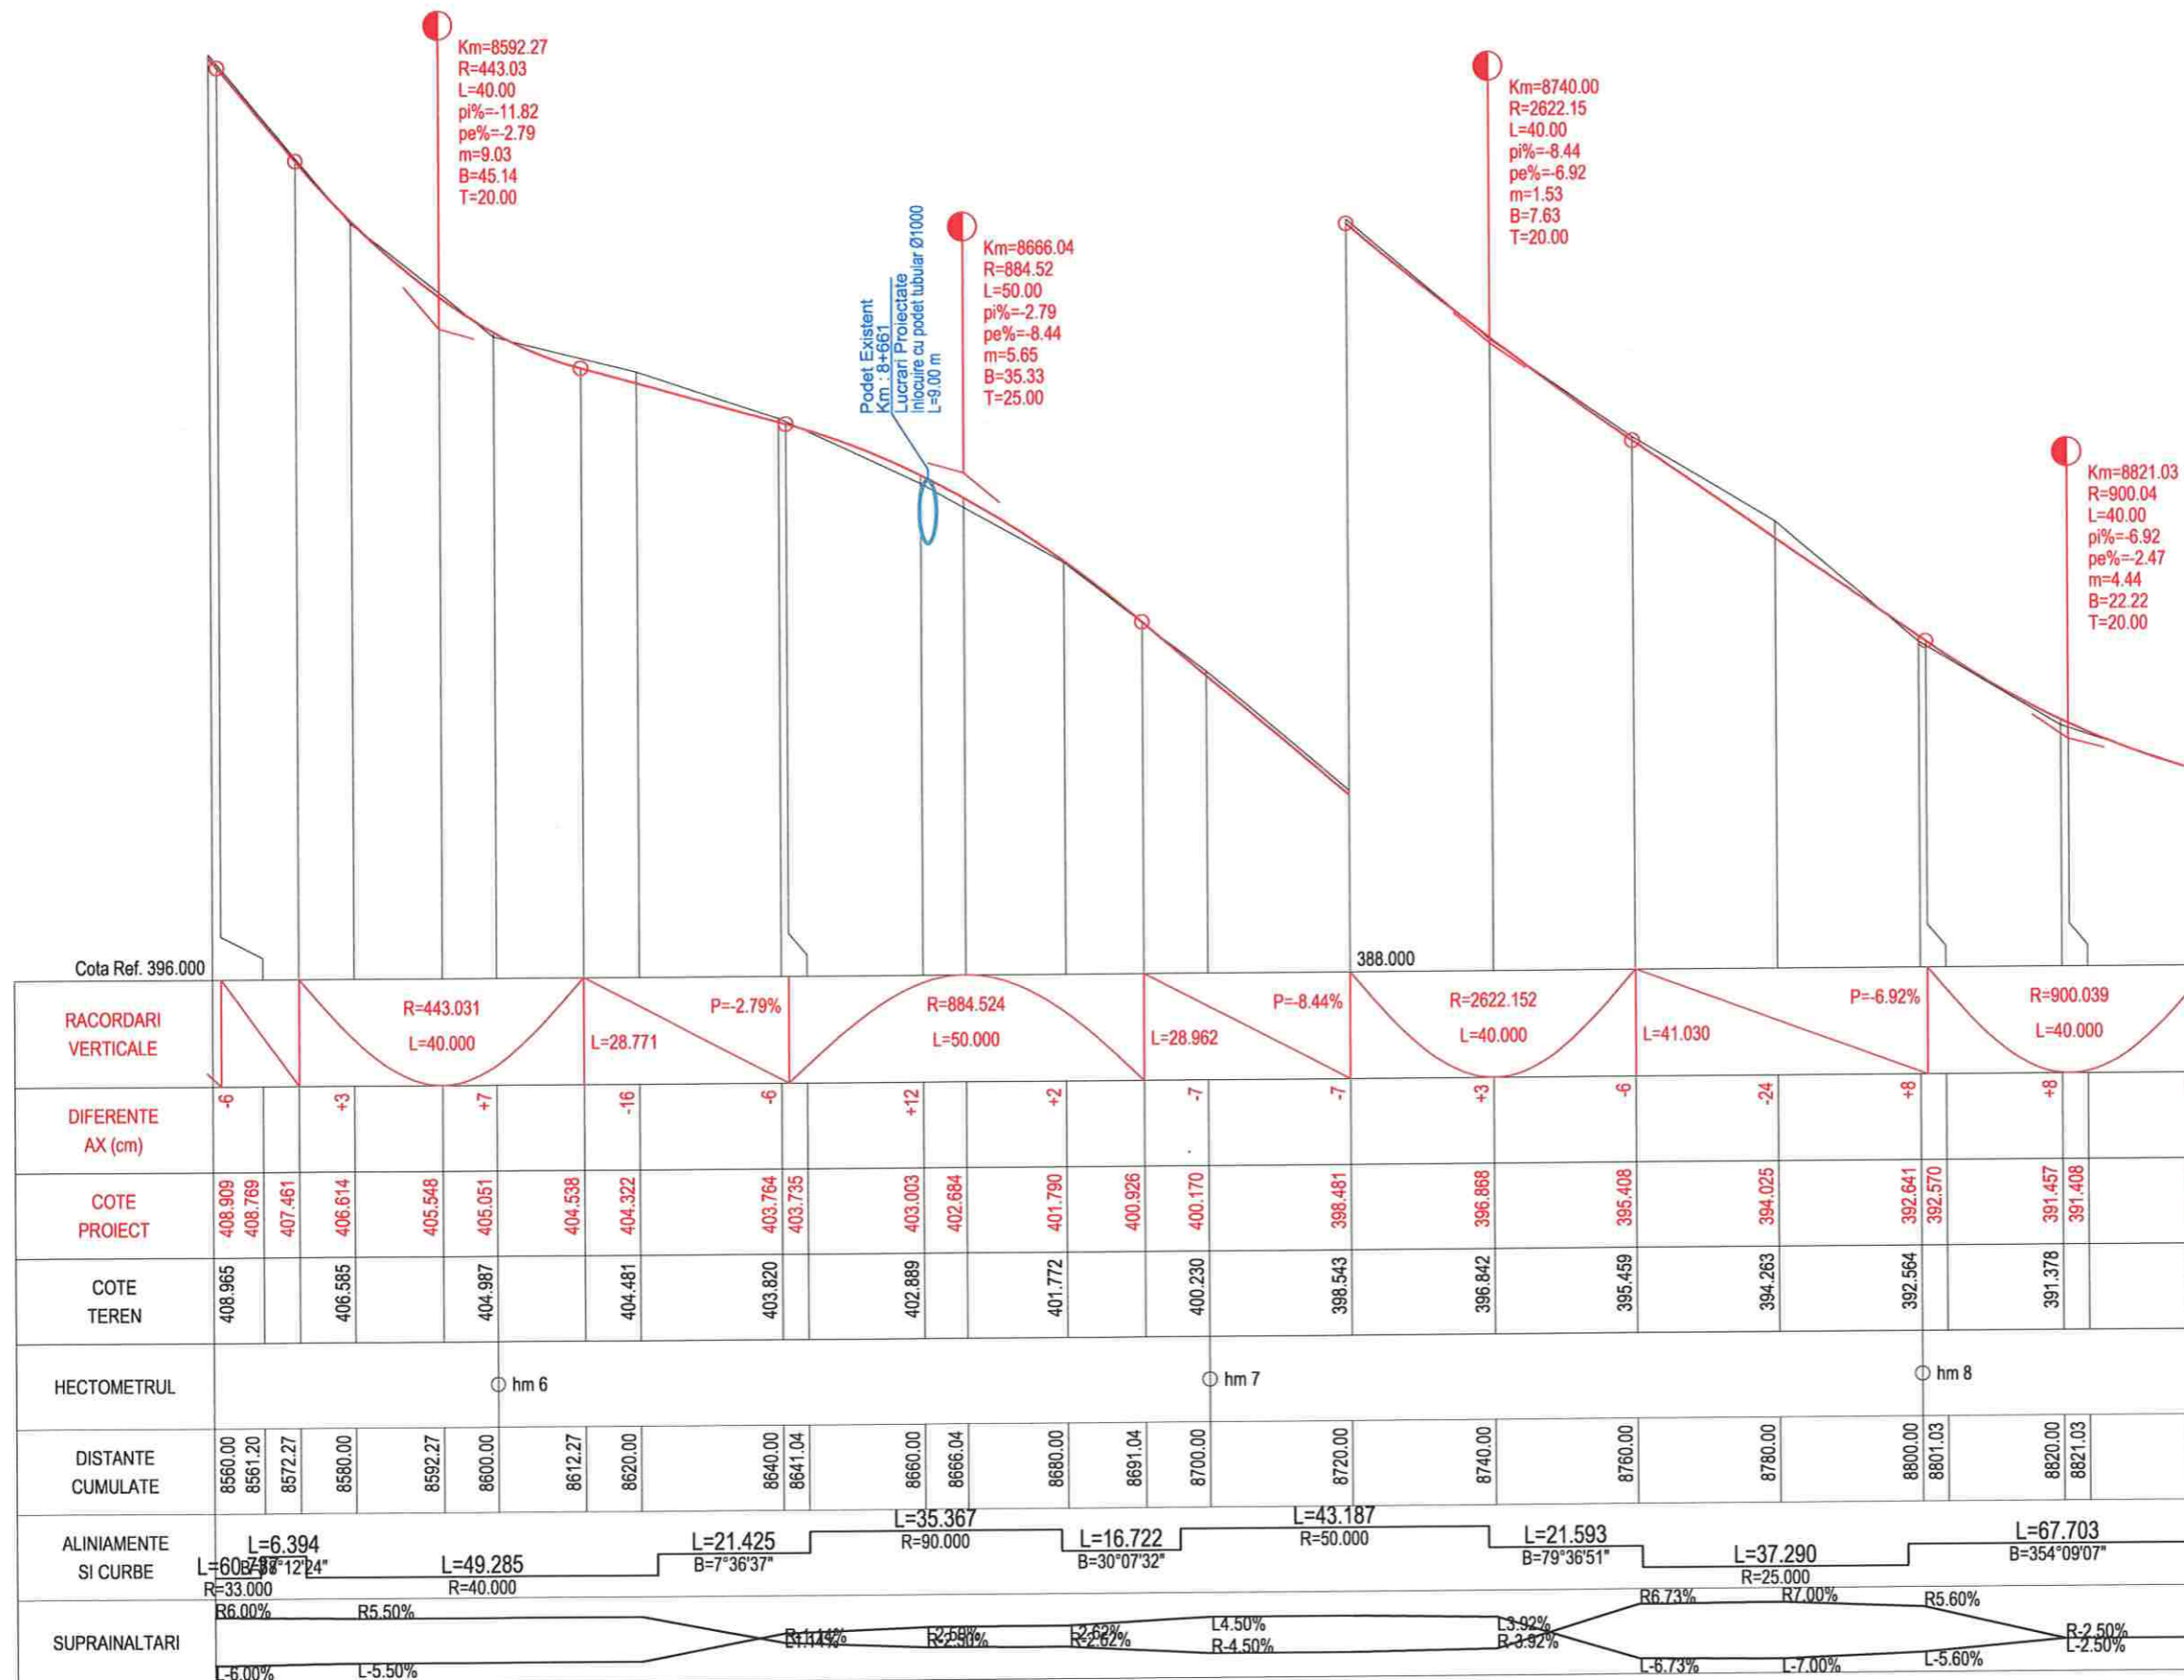 Km=8592.27
R=443.03
L=40.00
pi%=-11.82
pe%=-2.79
m=9.03
B=45.14
T=20.00
Podet Existent
Km : 8+661
Lucrari Proiectate
Inlocuire cu podet tubular Ø1000
L=9.00 m
Km=8666.04
R=884.52
L=50.00
pi%=-2.79
pe%=-8.44
m=5.65
B=35.33
T=25.00
Km=8740.00
R=2622.15
L=40.00
pi%=-8.44
pe%=-6.92
m=1.53
B=7.63
T=20.00
Km=8821.03
R=900.04
L=40.00
pi%=-6.92
pe%=-2.47
m=4.44
B=22.22
T=20.00
Cota Ref. 396.000
388.000
RACORDARI
VERTICALE
R=443.031
L=40.000
L=28.771
P=-2.79%
R=884.524
L=50.000
L=28.962
P=-8.44%
R=2622.152
L=40.000
L=41.030
P=-6.92%
R=900.039
L=40.000
DIFERENTE
AX (cm)
-6 +3 +7 -16 -6 +12 +2 -7 -7 +3 -6 -24 +8 +8
COTE
PROIECT
408.909 408.769 407.461 406.614 405.548 405.051 404.538 404.322 403.764 403.735 403.003 402.684 401.790 400.926 400.170 398.481 396.868 395.408 394.025 392.641 392.570 391.457 391.408
COTE
TEREN
408.965 406.585 404.987 404.481 403.820 402.889 401.772 400.230 398.543 396.842 395.459 394.263 392.564 391.378
HECTOMETRUL
hm 6 hm 7 hm 8
DISTANTE
CUMULATE
8560.00 8561.20 8572.27 8580.00 8592.27 8600.00 8612.27 8620.00 8640.00 8641.04 8660.00 8666.04 8680.00 8691.04 8700.00 8720.00 8740.00 8760.00 8780.00 8800.00 8801.03 8820.00 8821.03
ALINIAMENTE
SI CURBE
R=33.000
L=6.394
L=49.285
R=40.000
L=21.425
B=7°36'37"
L=35.367
R=90.000
L=16.722
B=30°07'32"
L=43.187
R=50.000
L=21.593
B=79°36'51"
L=37.290
R=25.000
L=67.703
B=354°09'07"
SUPRAINALTARI
R6.00% R5.50% L4.50% L3.92% R6.73% R7.00% R5.60% R-2.50%
L-6.00% L-5.50% L1.14% R-2.50% R-2.62% R-4.50% R-3.92% L-6.73% L-7.00% L-5.60% L-2.50%